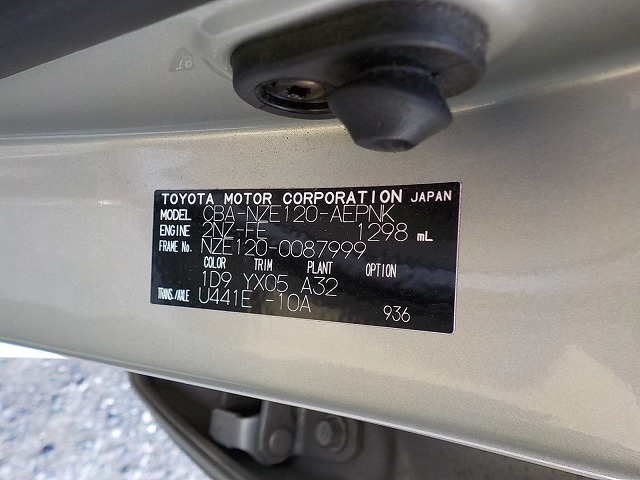 TOYOTA MOTOR CORPORATION JAPAN
MODEL CBA-NZE120-AEPNK
ENGINE 2NZ-FE 1298 mL
FRAME No. NZE120-0087999
COLOR TRIM PLANT OPTION
1D9 YX05 A32
TRANS./AXLE U441E -10A
936